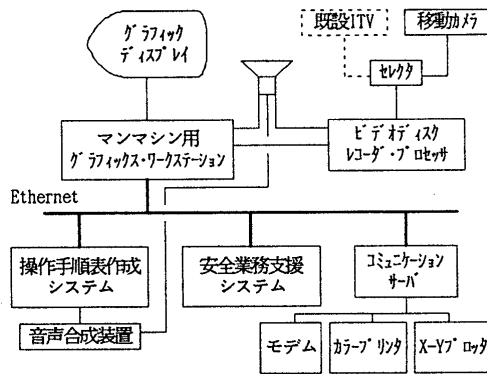 グラフィック
ディスプレイ
既設ITV
移動カメラ
セレクタ
マンマシン用
グラフィックス・ワークステーション
ビデオディスク
レコーダ・プロセッサ
Ethernet
操作手順表作成
システム
安全業務支援
システム
コミュニケーション
サーバ
音声合成装置
モデム
カラープリンタ
X-Yプロッタ